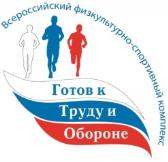 Всероссийский физкультурно-спортивный комплекс
Готов к
Труду и
Обороне